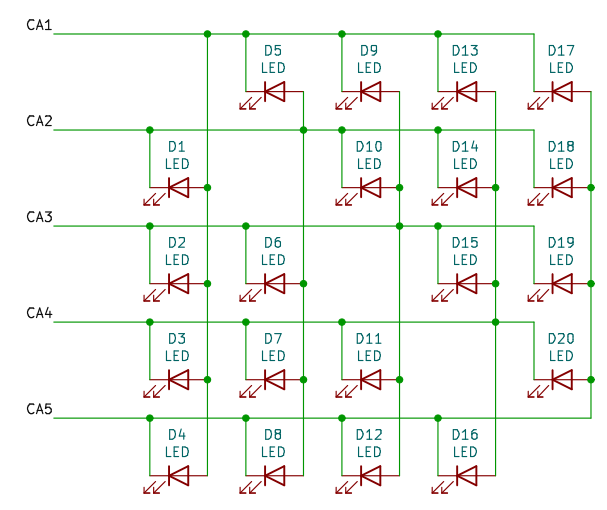 CA1
D5 D9 D13 D17
LED LED LED LED
CA2
D1 D10 D14 D18
LED LED LED LED
CA3
D2 D6 D15 D19
LED LED LED LED
CA4
D3 D7 D11 D20
LED LED LED LED
CA5
D4 D8 D12 D16
LED LED LED LED